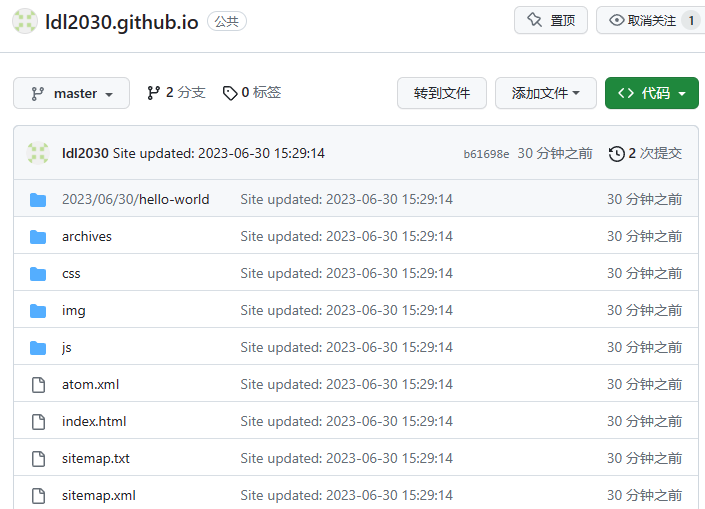 ldl2030.github.io 公共 置顶 取消关注 1
master 2 分支 0 标签 转到文件 添加文件 代码
ldl2030 Site updated: 2023-06-30 15:29:14 b61698e 30 分钟之前 2 次提交
2023/06/30/hello-world Site updated: 2023-06-30 15:29:14 30 分钟之前
archives Site updated: 2023-06-30 15:29:14 30 分钟之前
css Site updated: 2023-06-30 15:29:14 30 分钟之前
img Site updated: 2023-06-30 15:29:14 30 分钟之前
js Site updated: 2023-06-30 15:29:14 30 分钟之前
atom.xml Site updated: 2023-06-30 15:29:14 30 分钟之前
index.html Site updated: 2023-06-30 15:29:14 30 分钟之前
sitemap.txt Site updated: 2023-06-30 15:29:14 30 分钟之前
sitemap.xml Site updated: 2023-06-30 15:29:14 30 分钟之前